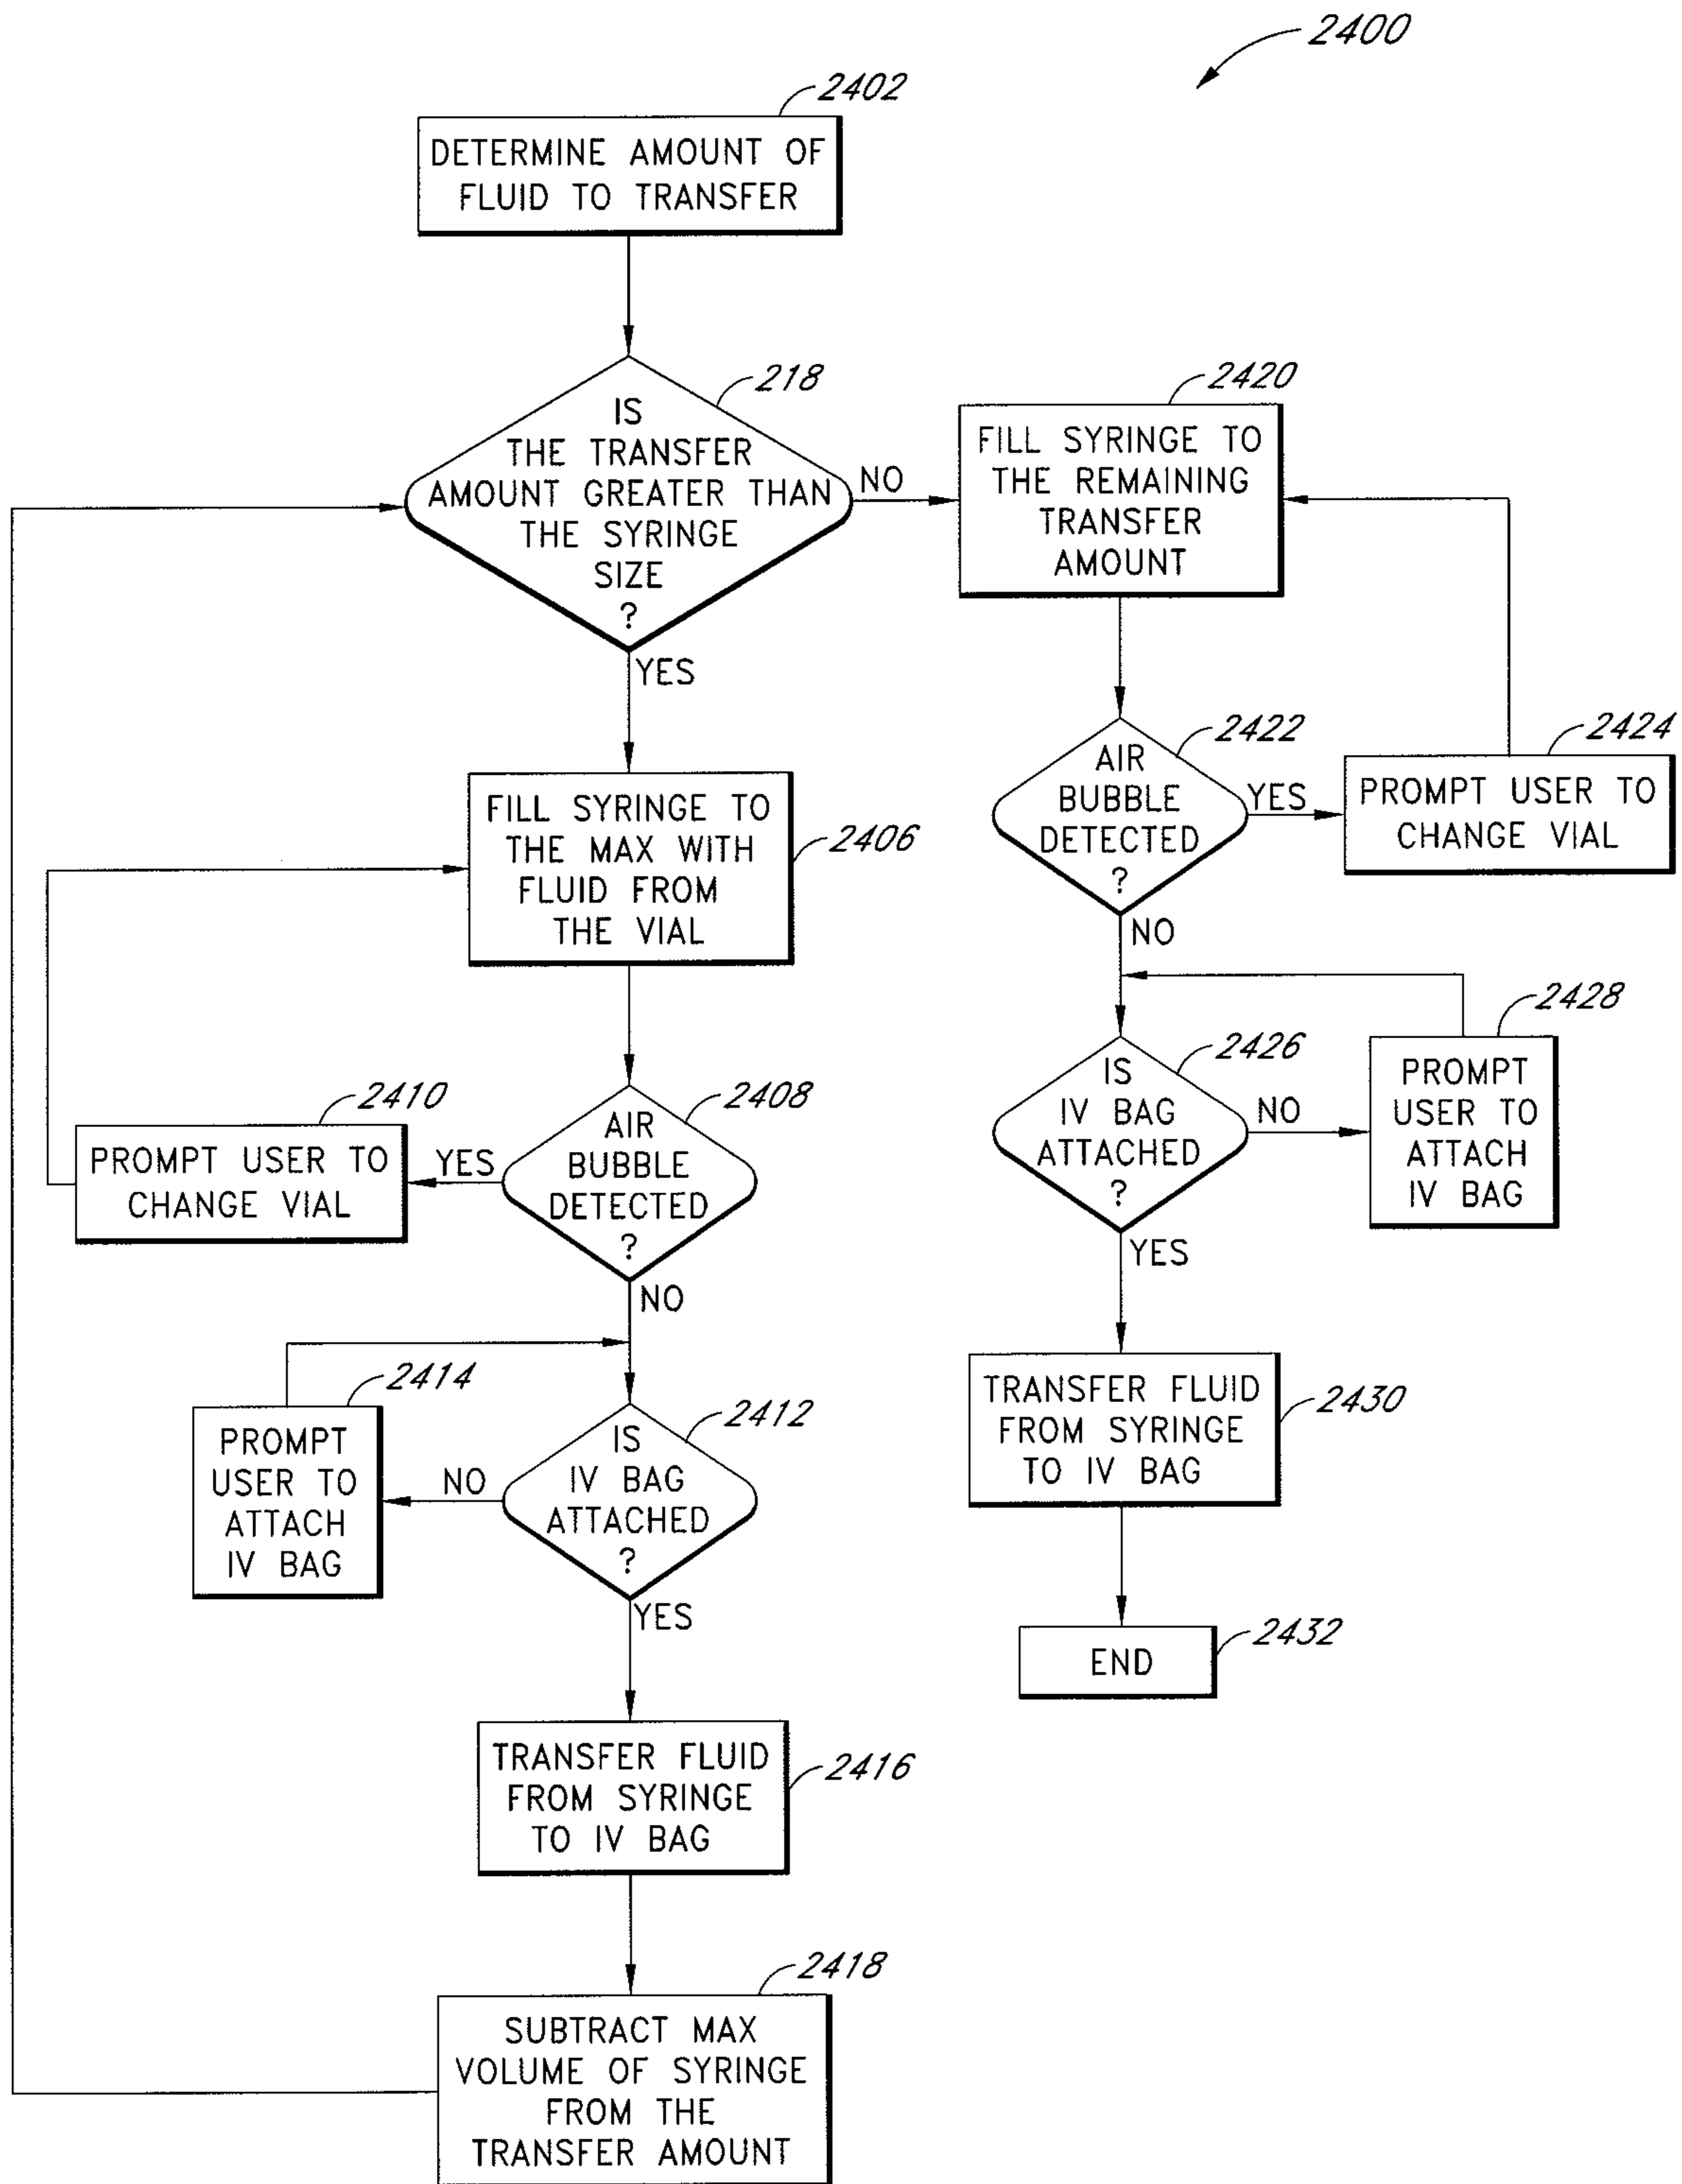 2400
2402
DETERMINE AMOUNT OF
FLUID TO TRANSFER
218
IS
THE TRANSFER
AMOUNT GREATER THAN
THE SYRINGE
SIZE
?
NO
YES
2420
FILL SYRINGE TO
THE REMAINING
TRANSFER
AMOUNT
2406
FILL SYRINGE TO
THE MAX WITH
FLUID FROM
THE VIAL
2422
AIR
BUBBLE
DETECTED
?
YES
NO
2424
PROMPT USER TO
CHANGE VIAL
2408
AIR
BUBBLE
DETECTED
?
YES
NO
2410
PROMPT USER TO
CHANGE VIAL
2426
IS
IV BAG
ATTACHED
?
NO
YES
2428
PROMPT
USER TO
ATTACH
IV BAG
2412
IS
IV BAG
ATTACHED
?
NO
YES
2414
PROMPT
USER TO
ATTACH
IV BAG
2430
TRANSFER FLUID
FROM SYRINGE
TO IV BAG
2432
END
2416
TRANSFER FLUID
FROM SYRINGE
TO IV BAG
2418
SUBTRACT MAX
VOLUME OF SYRINGE
FROM THE
TRANSFER AMOUNT